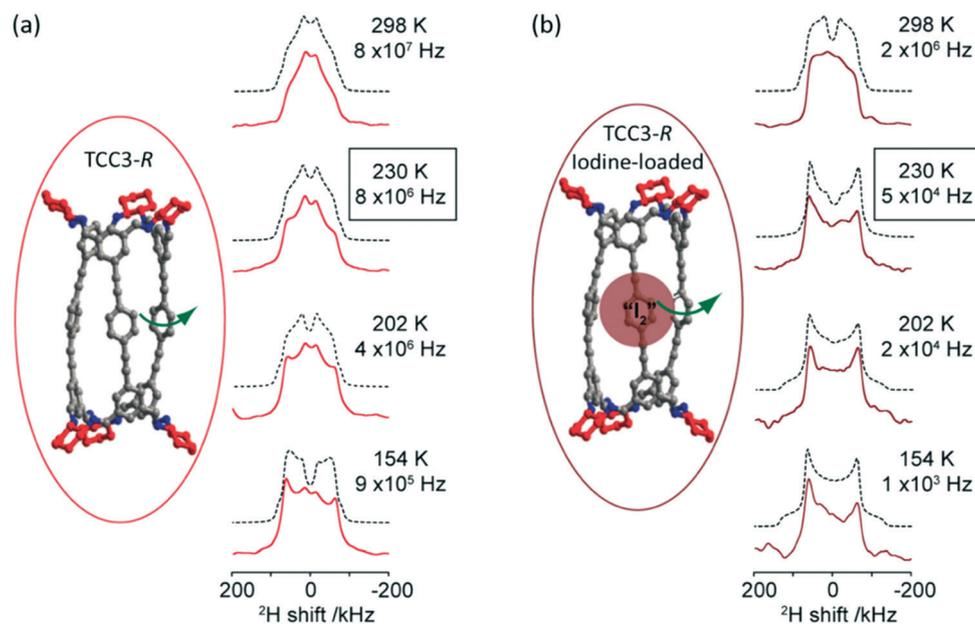 (a)
TCC3-R
298 K
8 x10⁷ Hz
230 K
8 x10⁶ Hz
202 K
4 x10⁶ Hz
154 K
9 x10⁵ Hz
200 0 -200
²H shift /kHz
(b)
TCC3-R
Iodine-loaded
"I₂"
298 K
2 x10⁶ Hz
230 K
5 x10⁴ Hz
202 K
2 x10⁴ Hz
154 K
1 x10³ Hz
200 0 -200
²H shift /kHz